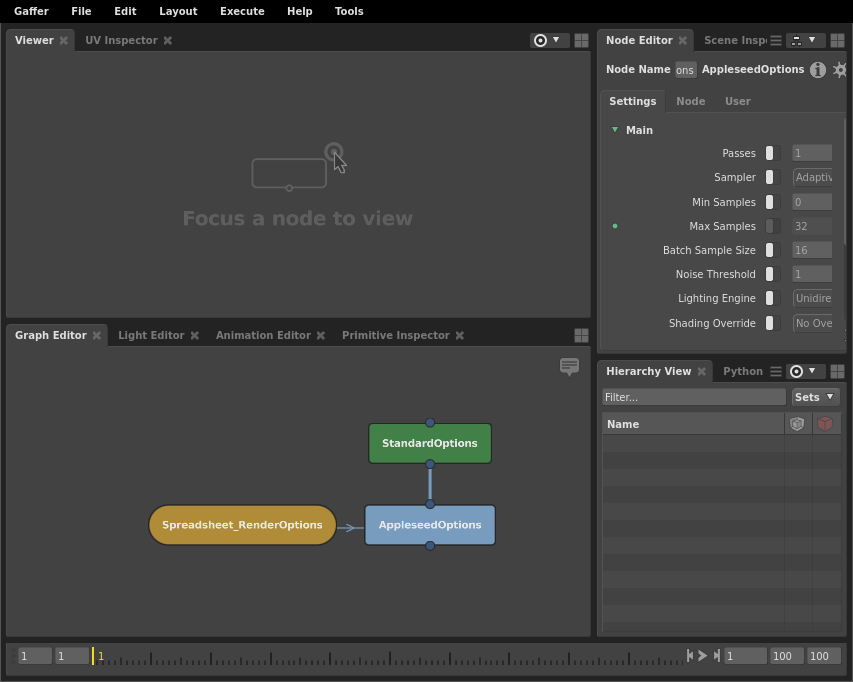 Gaffer File Edit Layout Execute Help Tools
Viewer UV Inspector
Focus a node to view
Graph Editor Light Editor Animation Editor Primitive Inspector
StandardOptions
Spreadsheet_RenderOptions AppleseedOptions
Node Editor Scene Insp
Node Name ons AppleseedOptions
Settings Node User
Main
Passes 1
Sampler Adaptiv
Min Samples 0
Max Samples 32
Batch Sample Size 16
Noise Threshold 1
Lighting Engine Unidire
Shading Override No Ove
Hierarchy View Python
Filter... Sets
Name
1 1 1 1 100 100